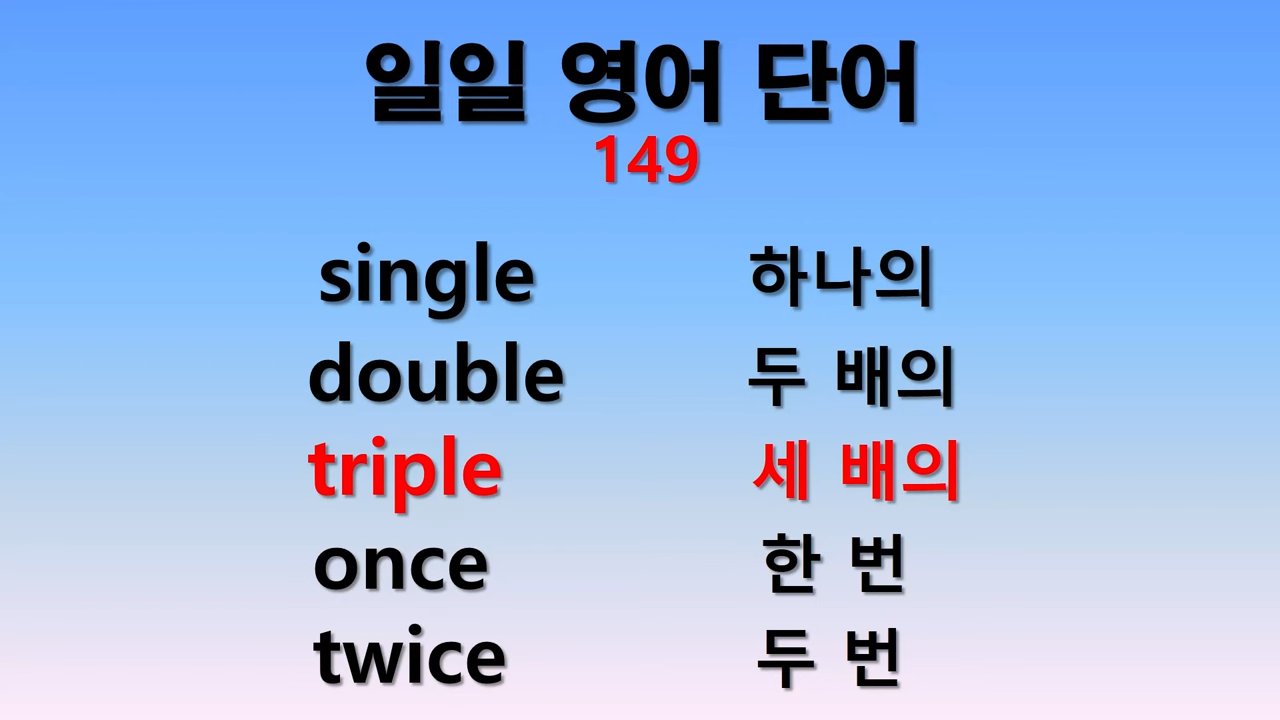 일일 영어 단어
149
single 하나의
double 두 배의
triple 세 배의
once 한 번
twice 두 번